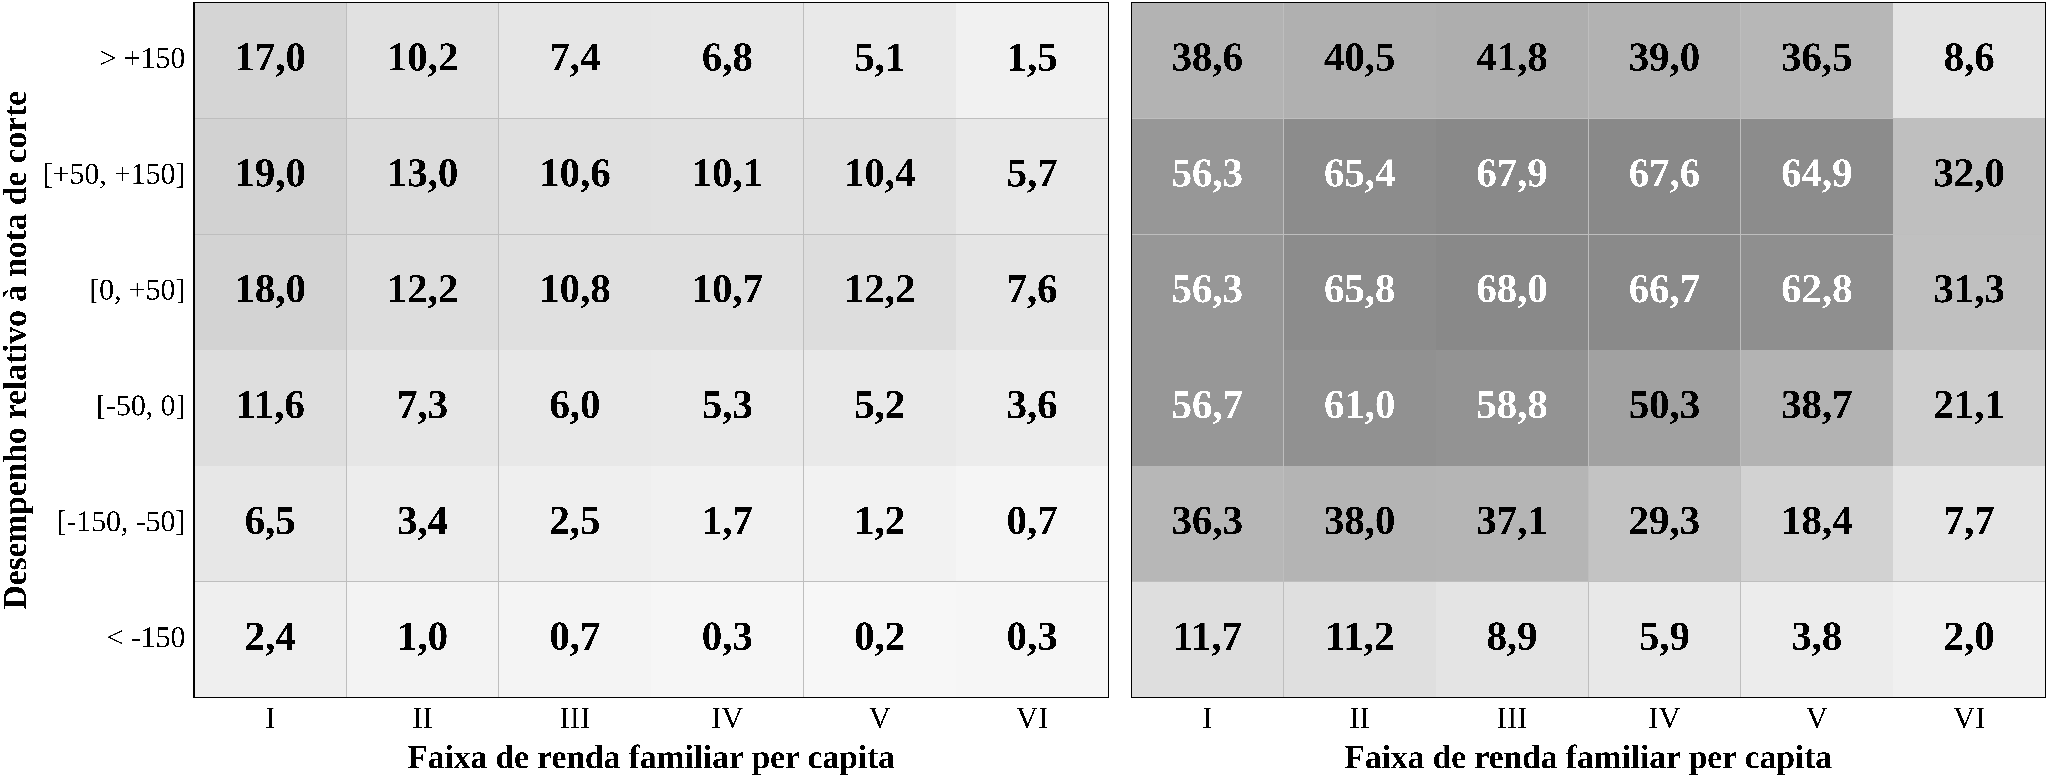 Desempenho relativo à nota de corte
> +150 17,0 10,2 7,4 6,8 5,1 1,5 38,6 40,5 41,8 39,0 36,5 8,6
[+50, +150] 19,0 13,0 10,6 10,1 10,4 5,7 56,3 65,4 67,9 67,6 64,9 32,0
[0, +50] 18,0 12,2 10,8 10,7 12,2 7,6 56,3 65,8 68,0 66,7 62,8 31,3
[-50, 0] 11,6 7,3 6,0 5,3 5,2 3,6 56,7 61,0 58,8 50,3 38,7 21,1
[-150, -50] 6,5 3,4 2,5 1,7 1,2 0,7 36,3 38,0 37,1 29,3 18,4 7,7
< -150 2,4 1,0 0,7 0,3 0,2 0,3 11,7 11,2 8,9 5,9 3,8 2,0
I II III IV V VI I II III IV V VI
Faixa de renda familiar per capita Faixa de renda familiar per capita